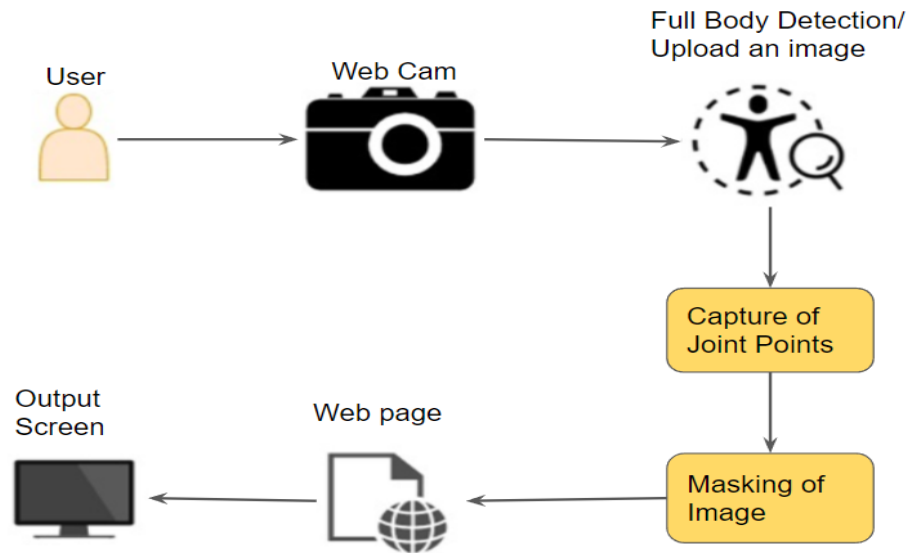 User
Web Cam
Full Body Detection/
Upload an image
Capture of
Joint Points
Masking of
Image
Web page
Output
Screen